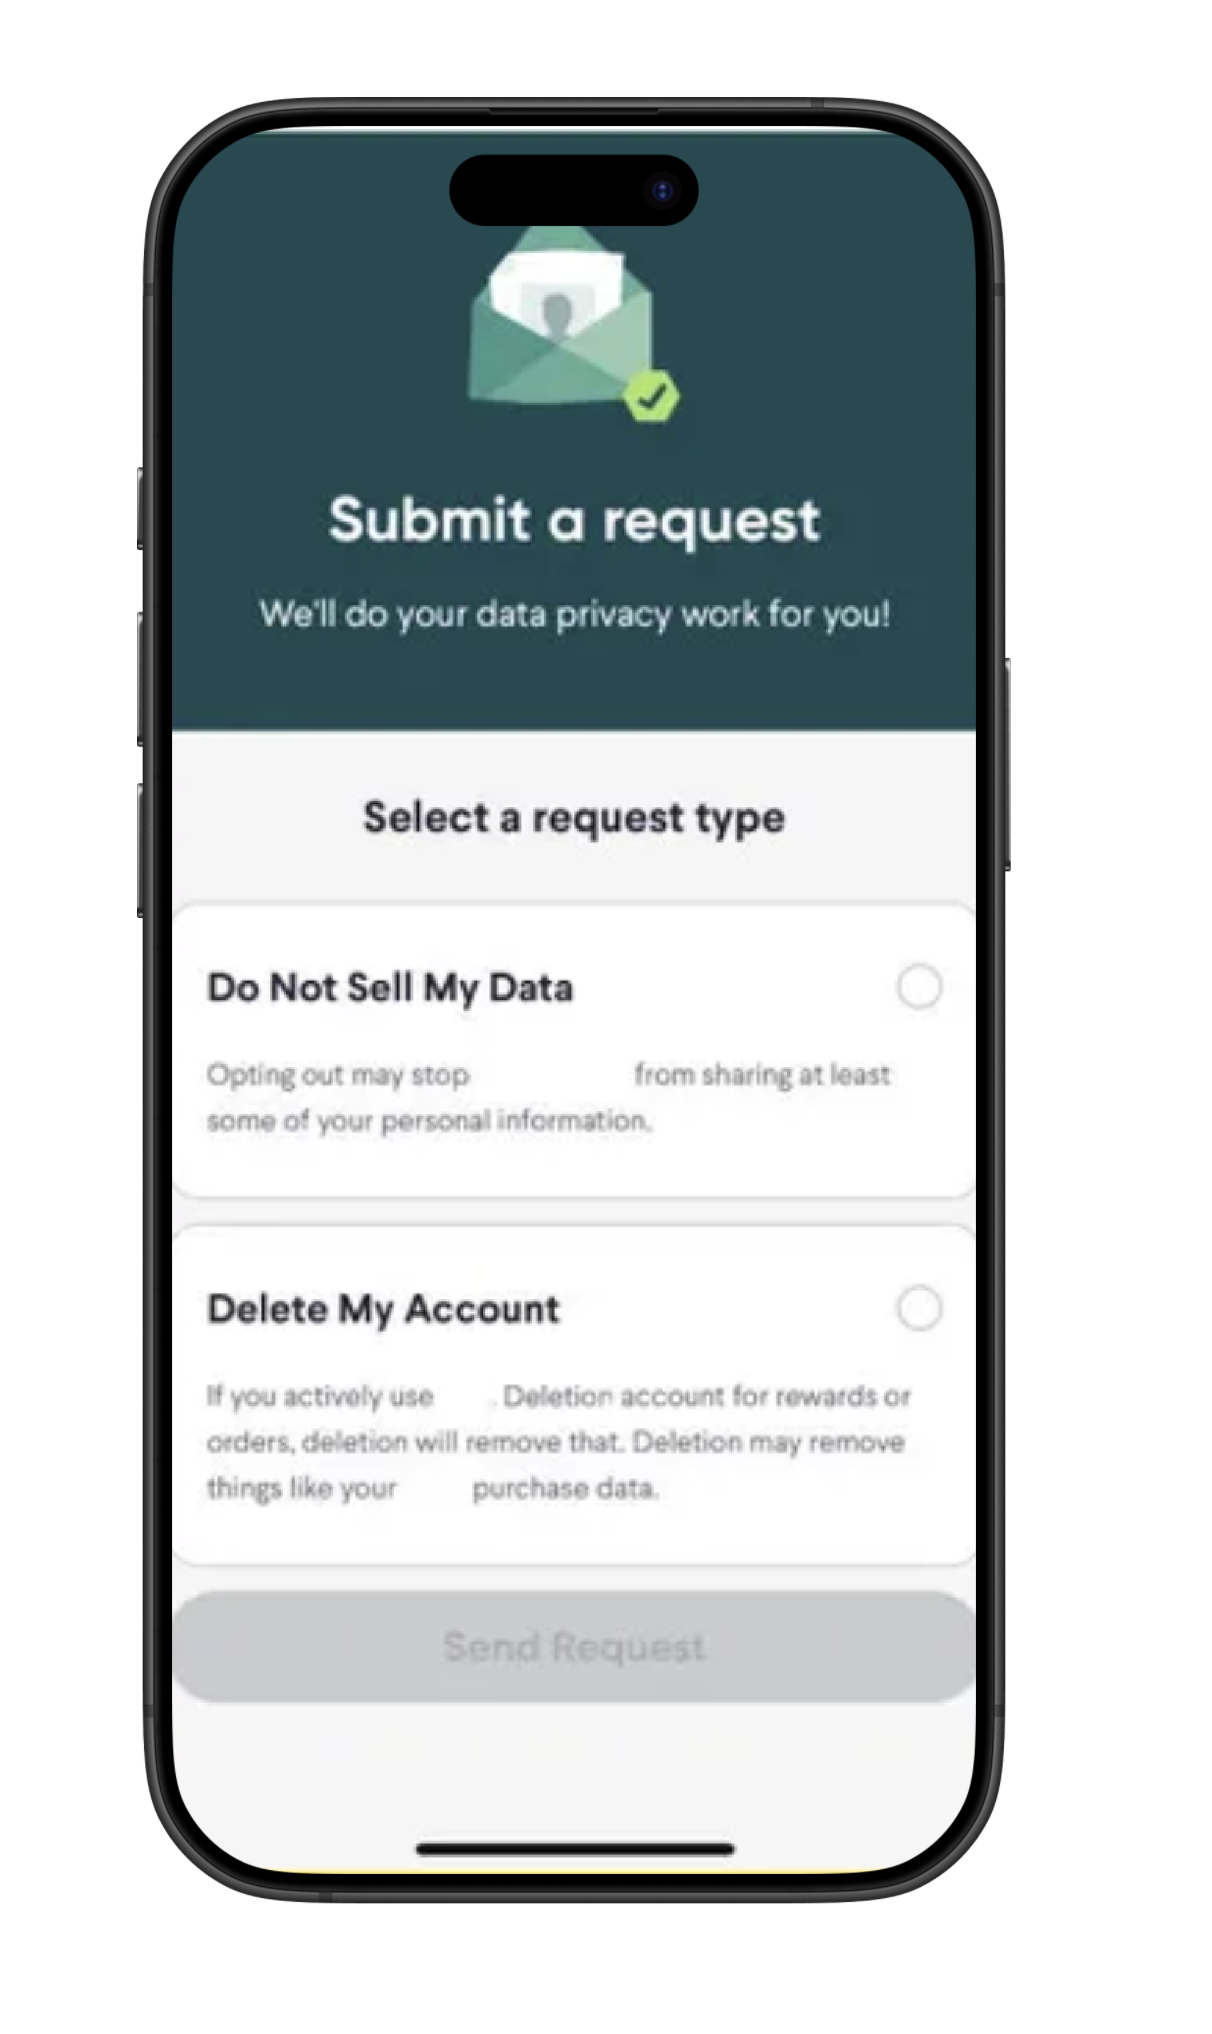 Submit a request
We'll do your data privacy work for you!
Select a request type
Do Not Sell My Data
Opting out may stop from sharing at least
some of your personal information.
Delete My Account
If you actively use . Deletion account for rewards or
orders, deletion will remove that. Deletion may remove
things like your purchase data.
Send Request